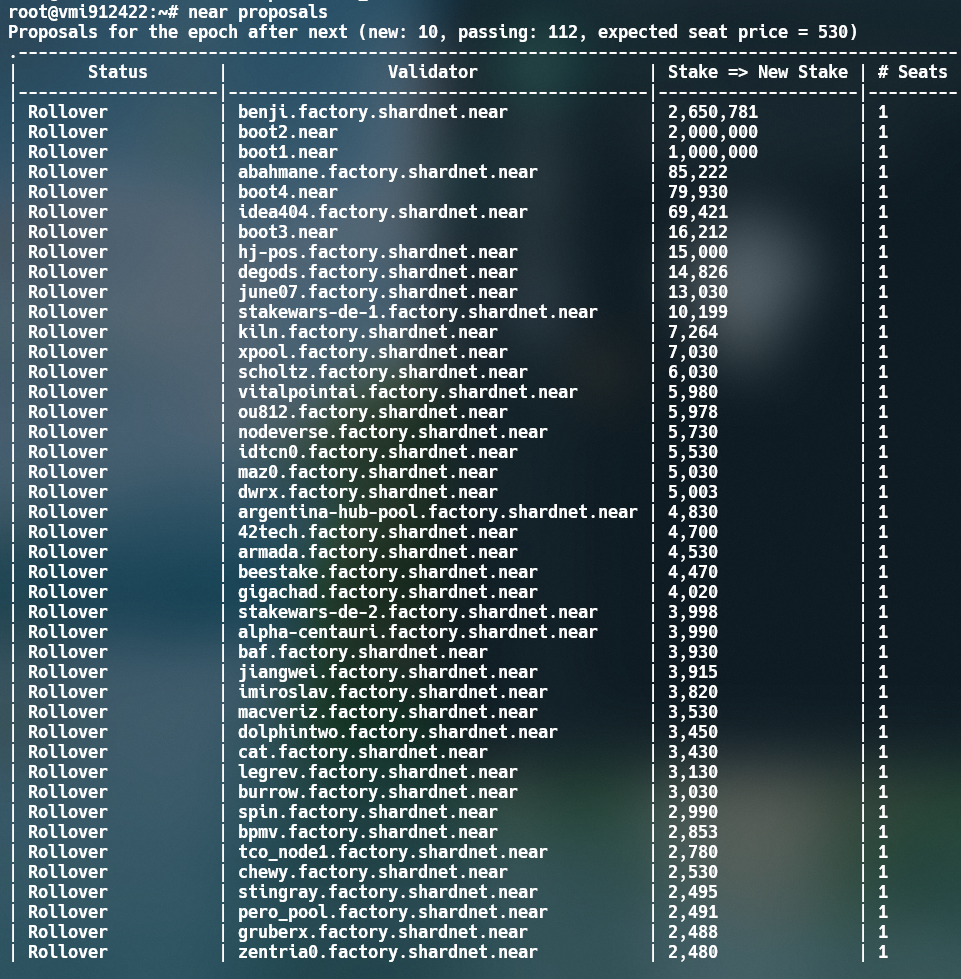 root@vmi912422:~# near proposals
Proposals for the epoch after next (new: 10, passing: 112, expected seat price = 530)
.-----------------------------------------------------------------------------------------------
|       Status       |                Validator                 | Stake => New Stake | # Seats
|--------------------|------------------------------------------|--------------------|---------
| Rollover           | benji.factory.shardnet.near              | 2,650,781          | 1
| Rollover           | boot2.near                               | 2,000,000          | 1
| Rollover           | boot1.near                               | 1,000,000          | 1
| Rollover           | abahmane.factory.shardnet.near           | 85,222             | 1
| Rollover           | boot4.near                               | 79,930             | 1
| Rollover           | idea404.factory.shardnet.near            | 69,421             | 1
| Rollover           | boot3.near                               | 16,212             | 1
| Rollover           | hj-pos.factory.shardnet.near             | 15,000             | 1
| Rollover           | degods.factory.shardnet.near             | 14,826             | 1
| Rollover           | june07.factory.shardnet.near             | 13,030             | 1
| Rollover           | stakewars-de-1.factory.shardnet.near     | 10,199             | 1
| Rollover           | kiln.factory.shardnet.near               | 7,264              | 1
| Rollover           | xpool.factory.shardnet.near              | 7,030              | 1
| Rollover           | scholtz.factory.shardnet.near            | 6,030              | 1
| Rollover           | vitalpointai.factory.shardnet.near       | 5,980              | 1
| Rollover           | ou812.factory.shardnet.near              | 5,978              | 1
| Rollover           | nodeverse.factory.shardnet.near          | 5,730              | 1
| Rollover           | idtcn0.factory.shardnet.near             | 5,530              | 1
| Rollover           | maz0.factory.shardnet.near               | 5,030              | 1
| Rollover           | dwrx.factory.shardnet.near               | 5,003              | 1
| Rollover           | argentina-hub-pool.factory.shardnet.near | 4,830              | 1
| Rollover           | 42tech.factory.shardnet.near             | 4,700              | 1
| Rollover           | armada.factory.shardnet.near             | 4,530              | 1
| Rollover           | beestake.factory.shardnet.near           | 4,470              | 1
| Rollover           | gigachad.factory.shardnet.near           | 4,020              | 1
| Rollover           | stakewars-de-2.factory.shardnet.near     | 3,998              | 1
| Rollover           | alpha-centauri.factory.shardnet.near     | 3,990              | 1
| Rollover           | baf.factory.shardnet.near                | 3,930              | 1
| Rollover           | jiangwei.factory.shardnet.near           | 3,915              | 1
| Rollover           | imiroslav.factory.shardnet.near          | 3,820              | 1
| Rollover           | macveriz.factory.shardnet.near           | 3,530              | 1
| Rollover           | dolphintwo.factory.shardnet.near         | 3,450              | 1
| Rollover           | cat.factory.shardnet.near                | 3,430              | 1
| Rollover           | legrev.factory.shardnet.near             | 3,130              | 1
| Rollover           | burrow.factory.shardnet.near             | 3,030              | 1
| Rollover           | spin.factory.shardnet.near               | 2,990              | 1
| Rollover           | bpmv.factory.shardnet.near               | 2,853              | 1
| Rollover           | tco_node1.factory.shardnet.near          | 2,780              | 1
| Rollover           | chewy.factory.shardnet.near              | 2,530              | 1
| Rollover           | stingray.factory.shardnet.near           | 2,495              | 1
| Rollover           | pero_pool.factory.shardnet.near          | 2,491              | 1
| Rollover           | gruberx.factory.shardnet.near            | 2,488              | 1
| Rollover           | zentria0.factory.shardnet.near           | 2,480              | 1